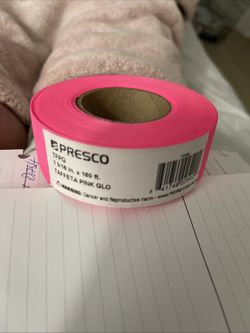 PRESCO
TFPG
1 3/16 in. x 150 ft.
TAFFETA PINK GLO
WARNING: Cancer and Reproductive Harm -